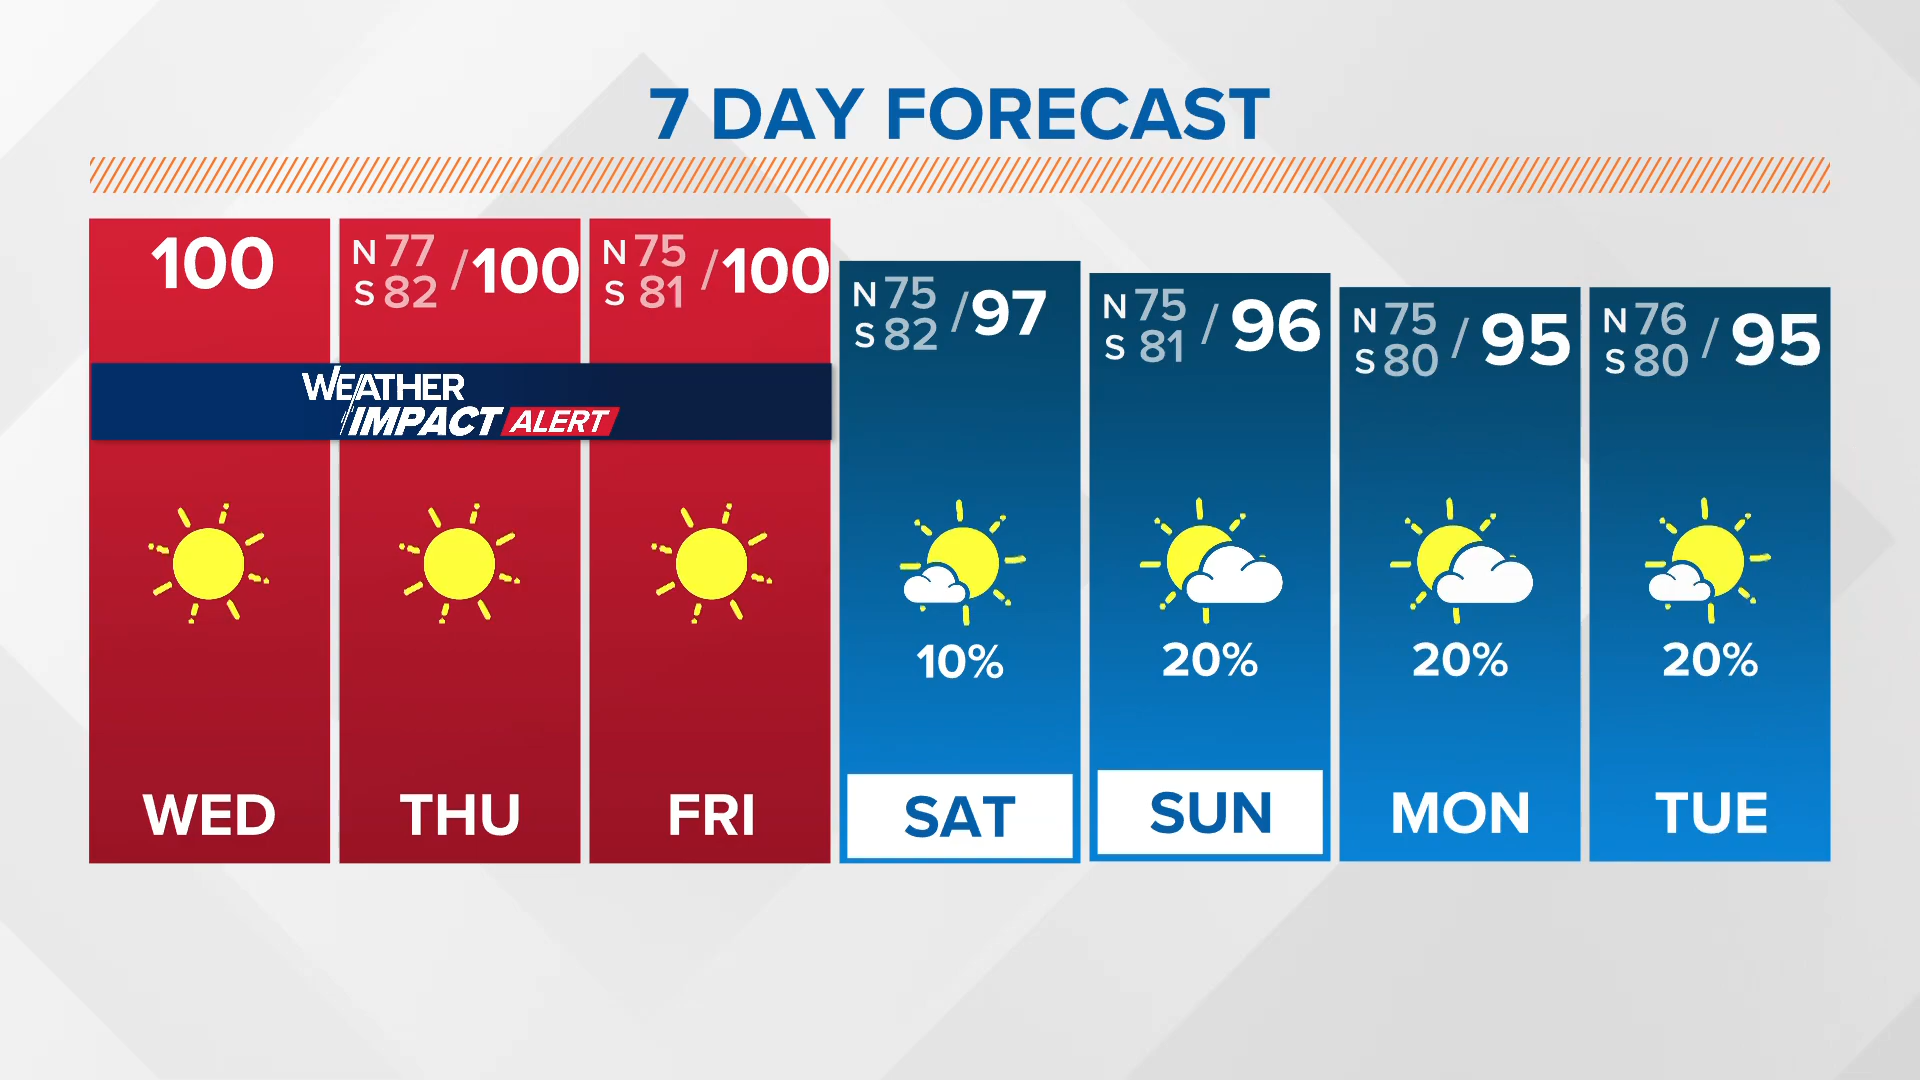 7 DAY FORECAST
100
N 77
S 82 /100
N 75
S 81 /100
N 75
S 82 /97
N 75
S 81 / 96
N 75
S 80 / 95
N 76
S 80 / 95
WEATHER
IMPACT ALERT
10%
20%
20%
20%
WED
THU
FRI
SAT
SUN
MON
TUE